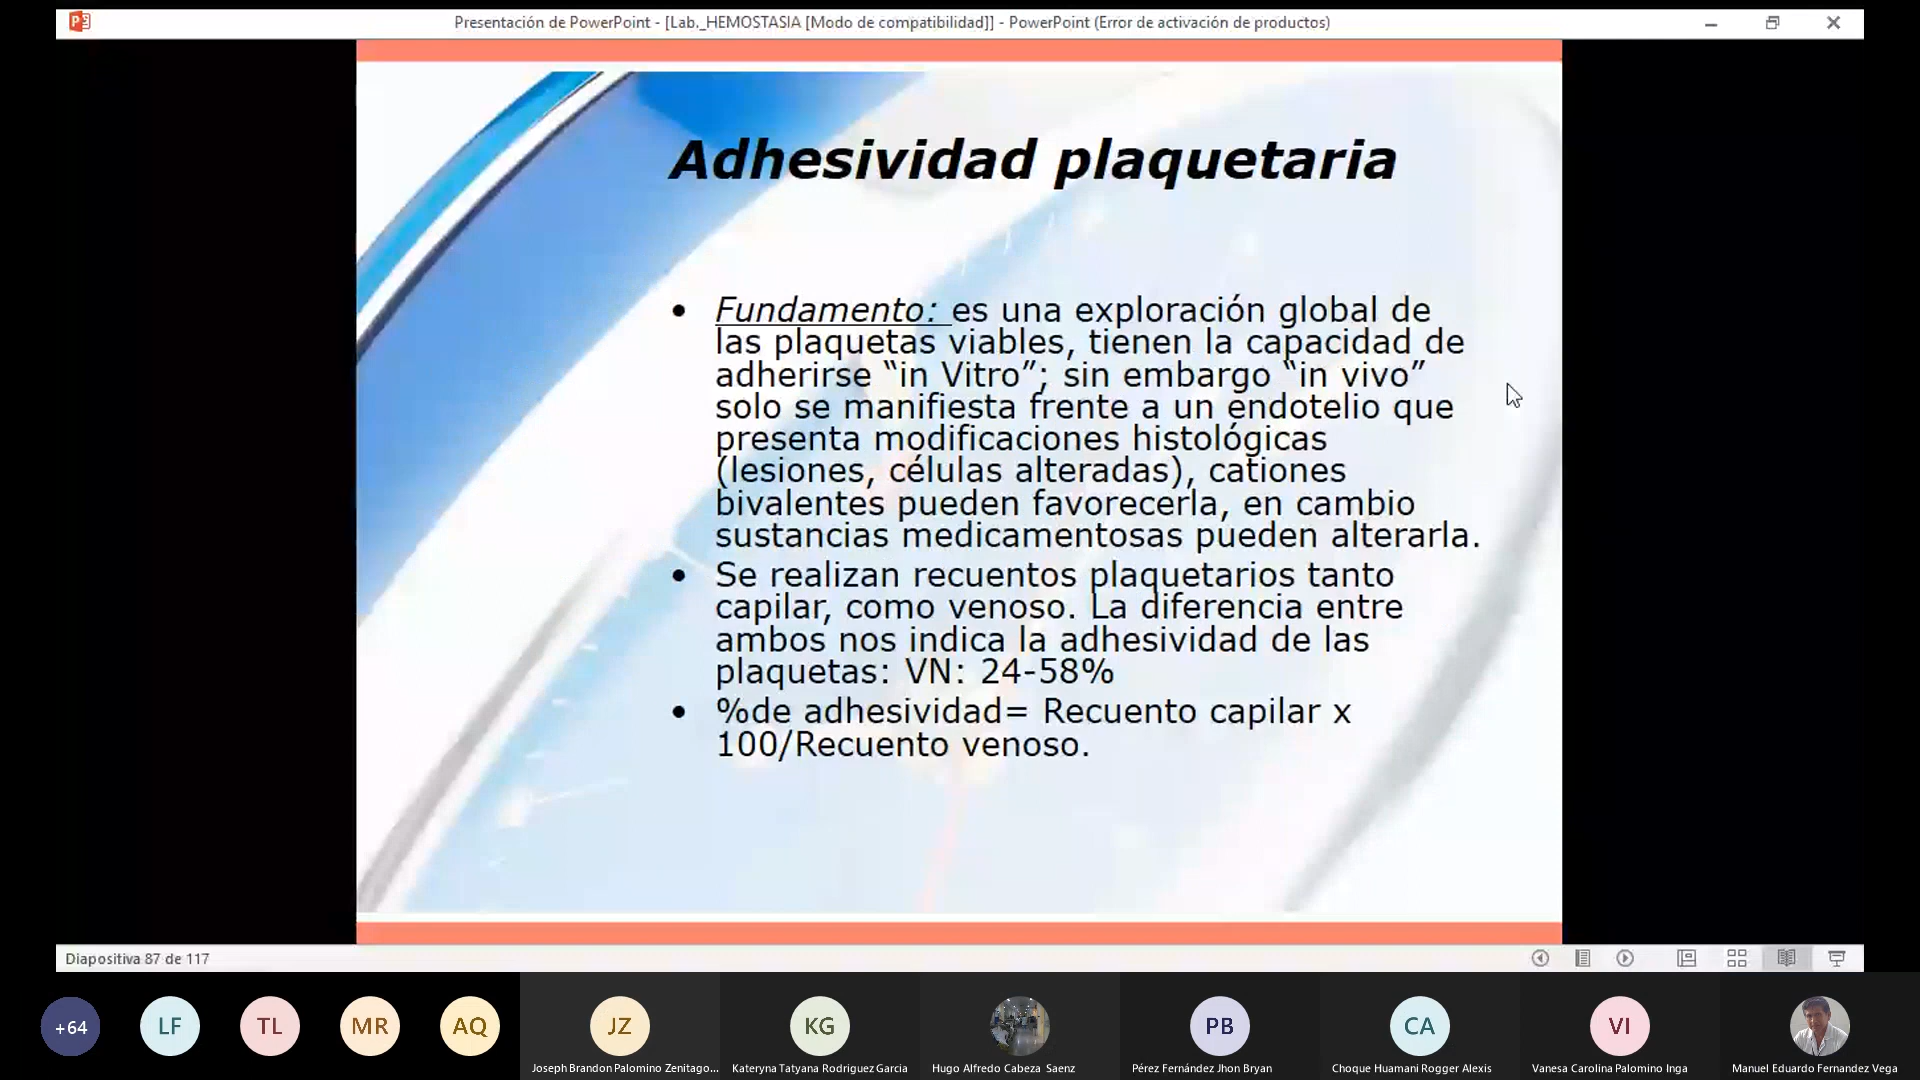 Presentación de PowerPoint - [Lab._HEMOSTASIA [Modo de compatibilidad]] - PowerPoint (Error de activación de productos)
Adhesividad plaquetaria
• Fundamento: es una exploración global de
las plaquetas viables, tienen la capacidad de
adherirse “in Vitro”; sin embargo “in vivo”
solo se manifiesta frente a un endotelio que
presenta modificaciones histológicas
(lesiones, células alteradas), cationes
bivalentes pueden favorecerla, en cambio
sustancias medicamentosas pueden alterarla.
• Se realizan recuentos plaquetarios tanto
capilar, como venoso. La diferencia entre
ambos nos indica la adhesividad de las
plaquetas: VN: 24-58%
• %de adhesividad= Recuento capilar x
100/Recuento venoso.
Diapositiva 87 de 117
+64 LF TL MR AQ JZ KG PB CA VI
Joseph Brandon Palomino Zenitago... Kateryna Tatyana Rodriguez Garcia Hugo Alfredo Cabeza Saenz Pérez Fernández Jhon Bryan Choque Huamani Rogger Alexis Vanesa Carolina Palomino Inga Manuel Eduardo Fernandez Vega